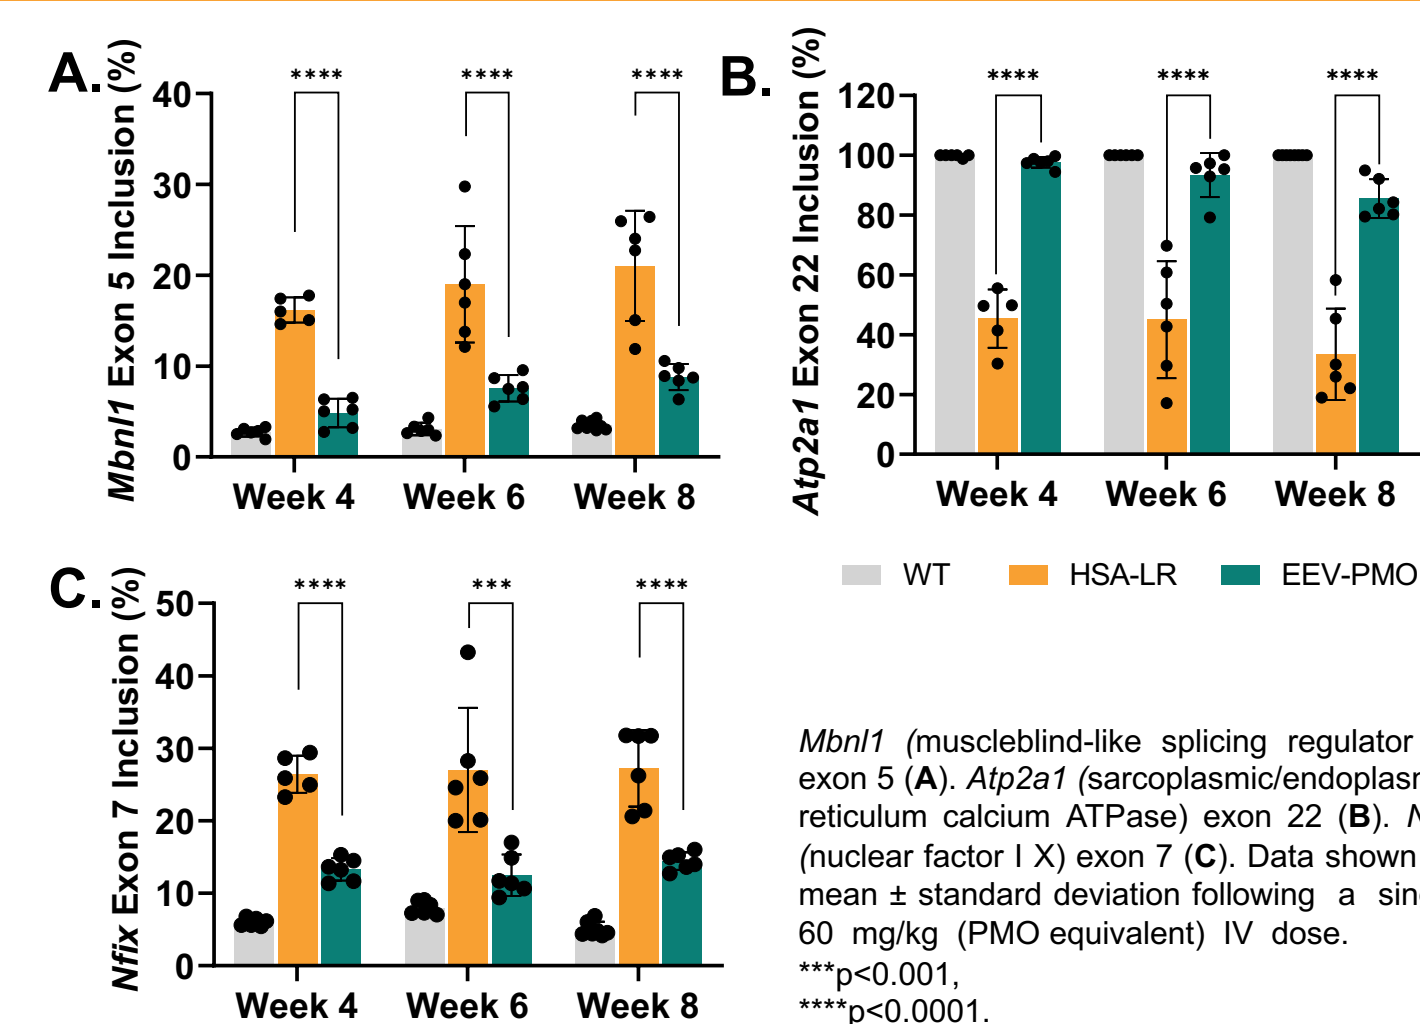 A.
Mbnl1 Exon 5 Inclusion (%)
40
30
20
10
0
****
****
****
Week 4 Week 6 Week 8
B.
Atp2a1 Exon 22 Inclusion (%)
120
100
80
60
40
20
0
****
****
****
Week 4 Week 6 Week 8
WT HSA-LR EEV-PMO
C.
Nfix Exon 7 Inclusion (%)
50
40
30
20
10
0
****
***
****
Week 4 Week 6 Week 8
Mbnl1 (muscleblind-like splicing regulator
exon 5 (A). Atp2a1 (sarcoplasmic/endoplasm
reticulum calcium ATPase) exon 22 (B). N
(nuclear factor I X) exon 7 (C). Data shown
mean ± standard deviation following a sin
60 mg/kg (PMO equivalent) IV dose.
***p<0.001,
****p<0.0001.